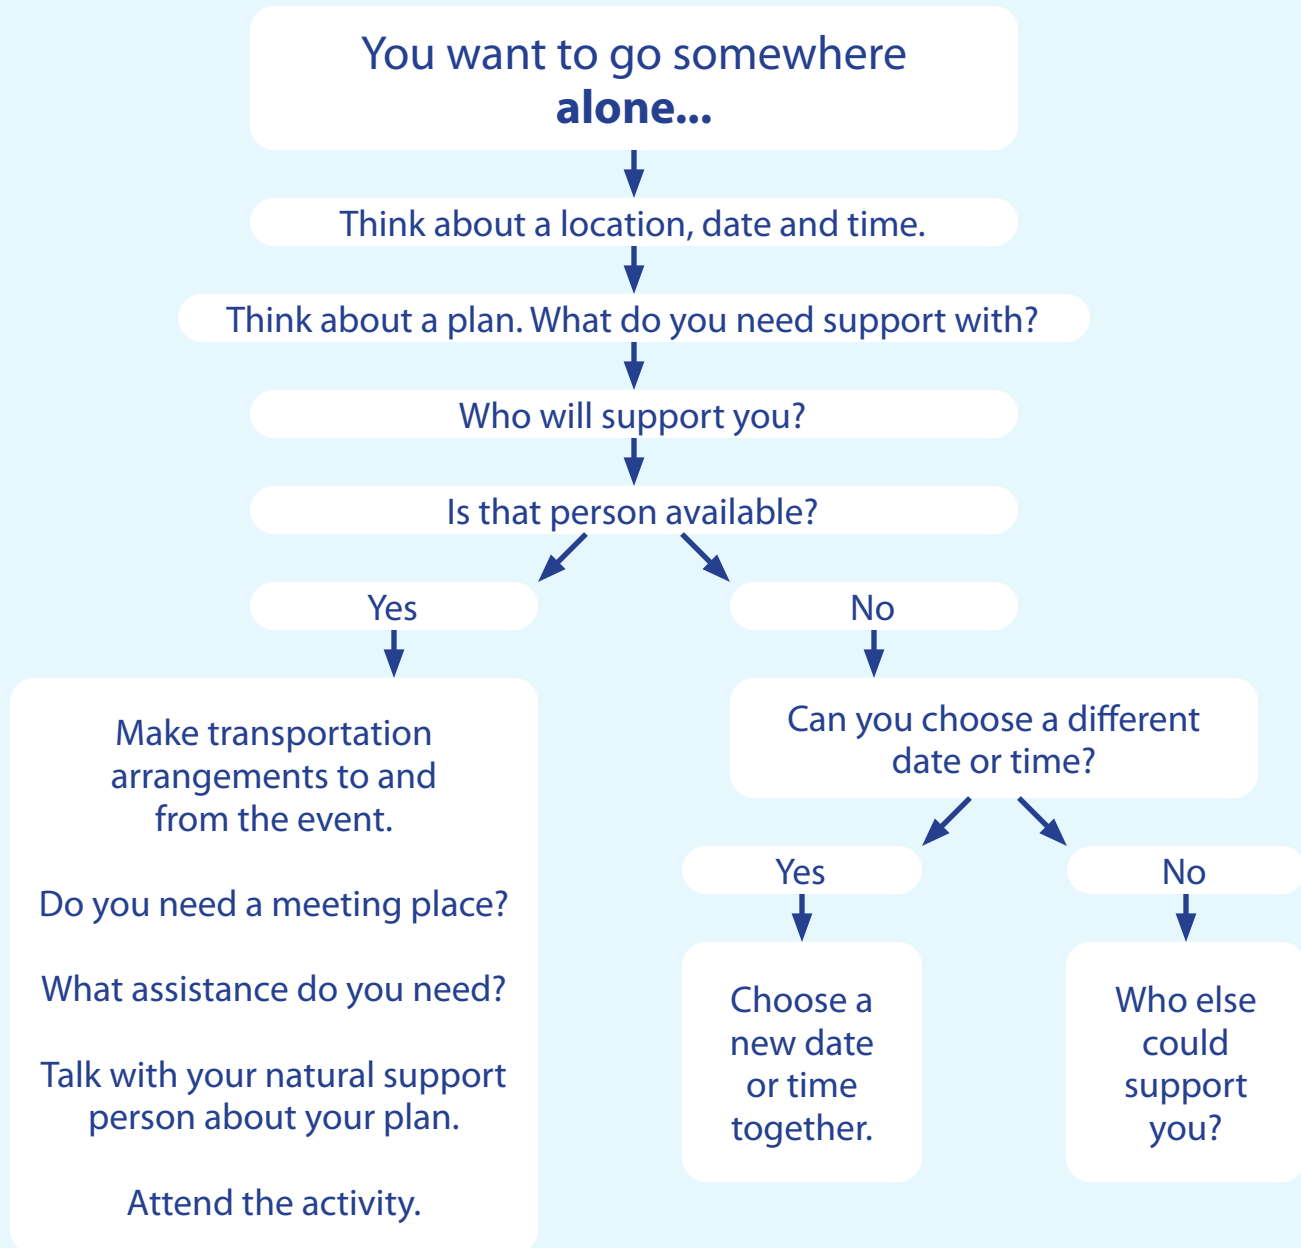 You want to go somewhere
alone...
Think about a location, date and time.
Think about a plan. What do you need support with?
Who will support you?
Is that person available?
Yes
No
Make transportation
arrangements to and
from the event.
Do you need a meeting place?
What assistance do you need?
Talk with your natural support
person about your plan.
Attend the activity.
Can you choose a different
date or time?
Yes
No
Choose a
new date
or time
together.
Who else
could
support
you?